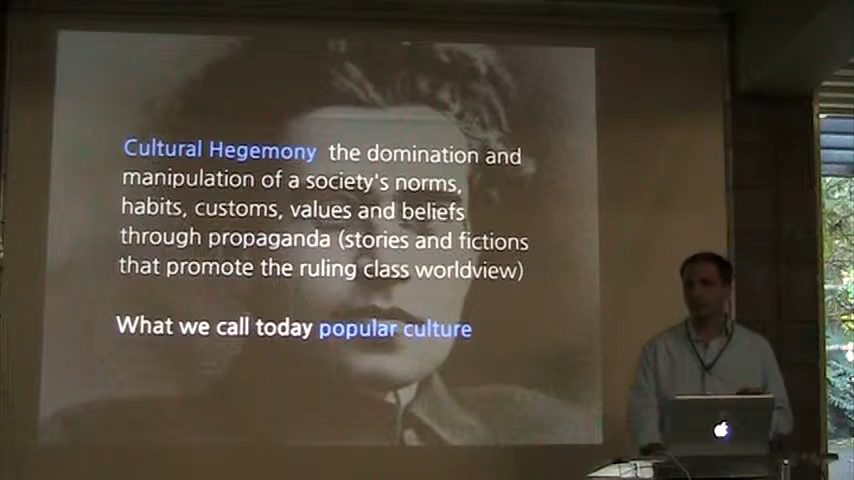 Cultural Hegemony the domination and
manipulation of a society's norms,
habits, customs, values and beliefs
through propaganda (stories and fictions
that promote the ruling class worldview)
What we call today popular culture